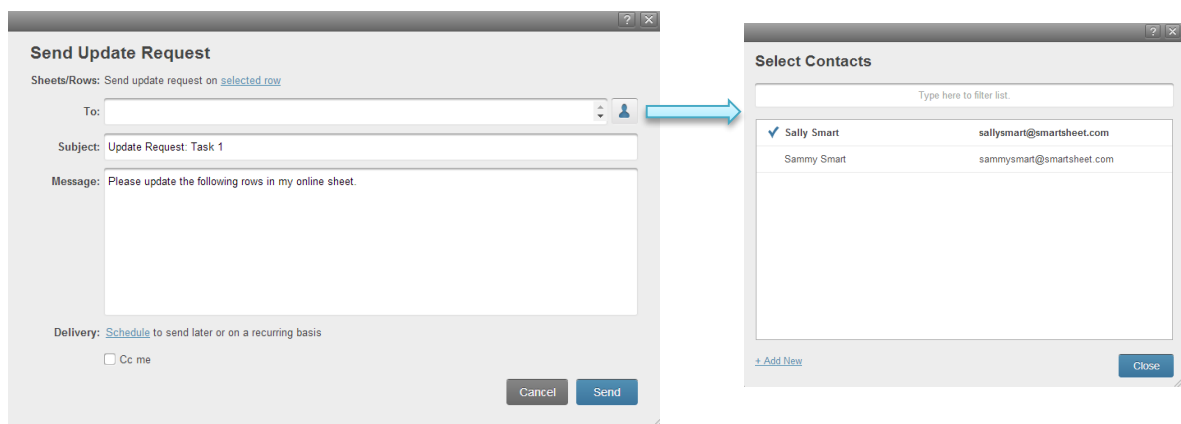 ? X
Send Update Request
Sheets/Rows: Send update request on selected row
To:
Subject: Update Request: Task 1
Message: Please update the following rows in my online sheet.
Delivery: Schedule to send later or on a recurring basis
Cc me
Cancel Send
? X
Select Contacts
Type here to filter list.
Sally Smart sallysmart@smartsheet.com
Sammy Smart sammysmart@smartsheet.com
+ Add New
Close